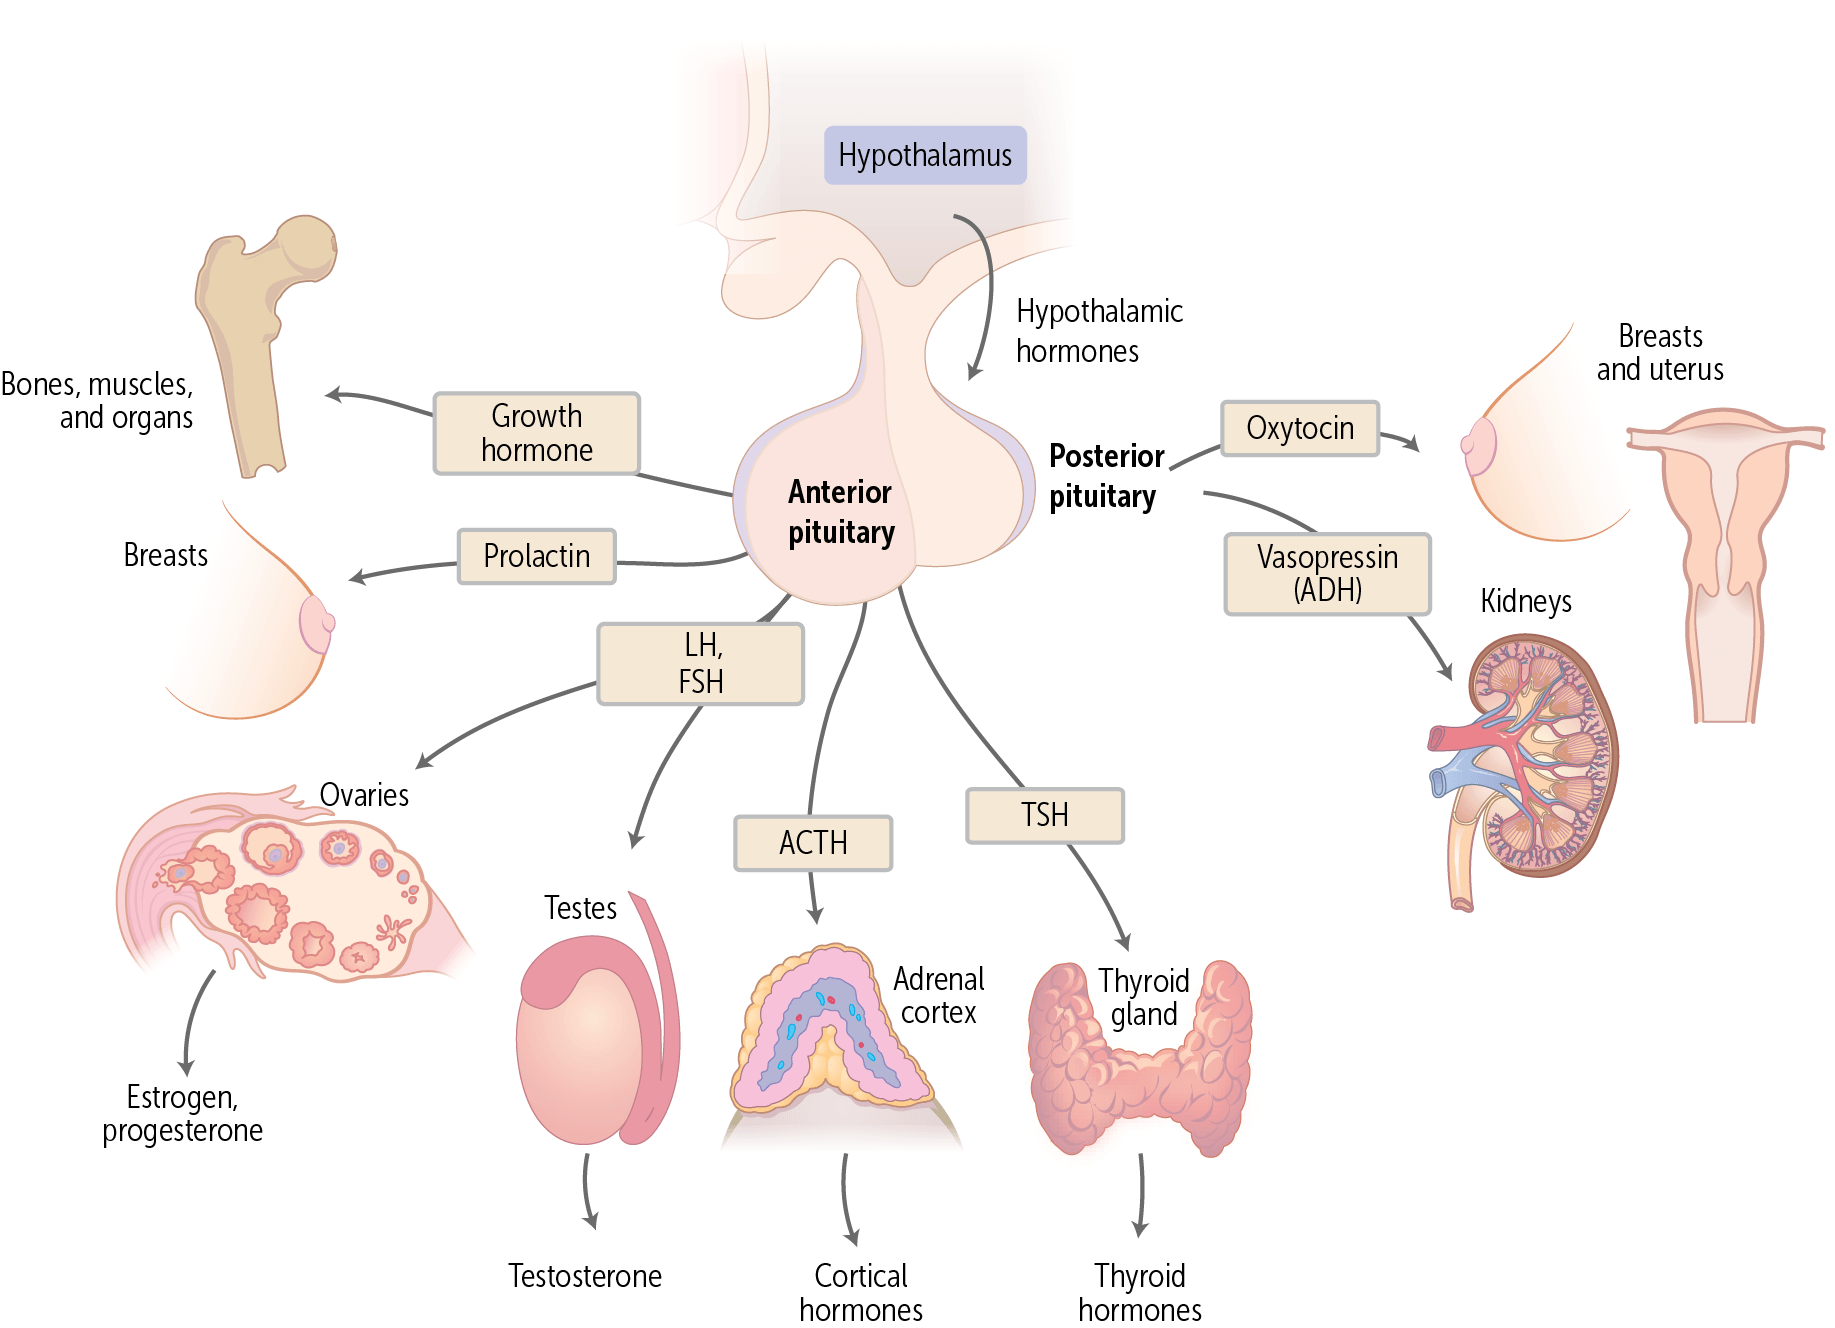 Hypothalamus
Hypothalamic
hormones
Bones, muscles,
and organs
Growth
hormone
Breasts
and uterus
Oxytocin
Posterior
pituitary
Anterior
pituitary
Breasts
Prolactin
Vasopressin
(ADH)
Kidneys
LH,
FSH
Ovaries
TSH
ACTH
Testes
Adrenal
cortex
Thyroid
gland
Estrogen,
progesterone
Testosterone
Cortical
hormones
Thyroid
hormones